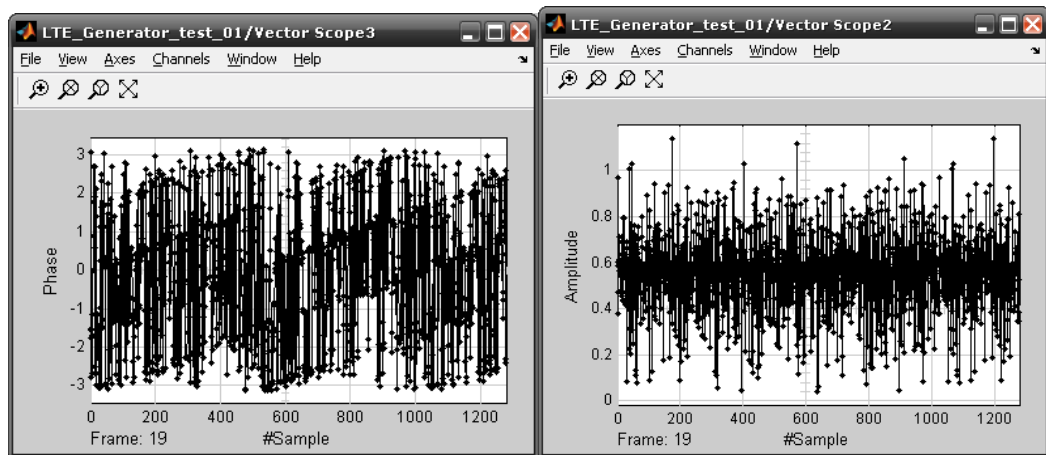 LTE_Generator_test_01/Vector Scope3
File View Axes Channels Window Help
3
2
1
0
-1
-2
-3
Phase
0 200 400 600 800 1000 1200
Frame: 19 #Sample
LTE_Generator_test_01/Vector Scope2
File View Axes Channels Window Help
1
0.8
0.6
0.4
0.2
0
Amplitude
0 200 400 600 800 1000 1200
Frame: 19 #Sample